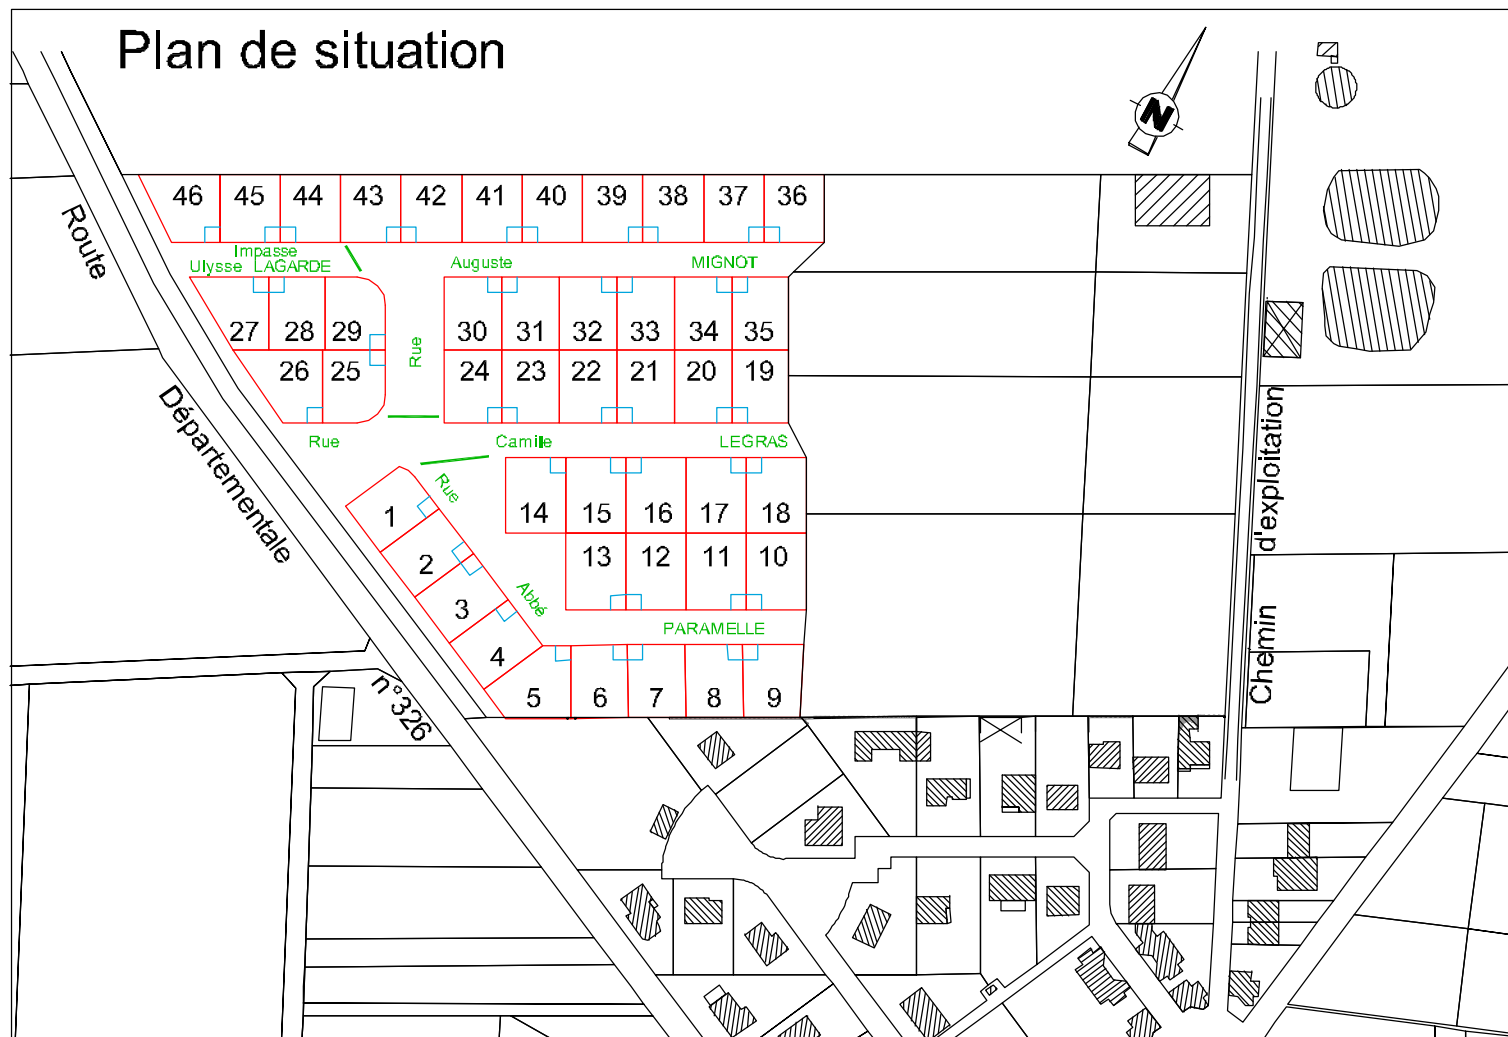 Plan de situation
N
46 45 44 43 42 41 40 39 38 37 36
Route
Impasse
Ulysse LAGARDE
Auguste
MIGNOT
27 28 29
Rue
30 31 32 33 34 35
26 25
24 23 22 21 20 19
Départementale
n°326
Rue
Camille
LEGRAS
Rue
Abbé
PARAMELLE
1
2
3
4
14 15 16 17 18
13 12 11 10
5 6 7 8 9
Chemin
d'exploitation